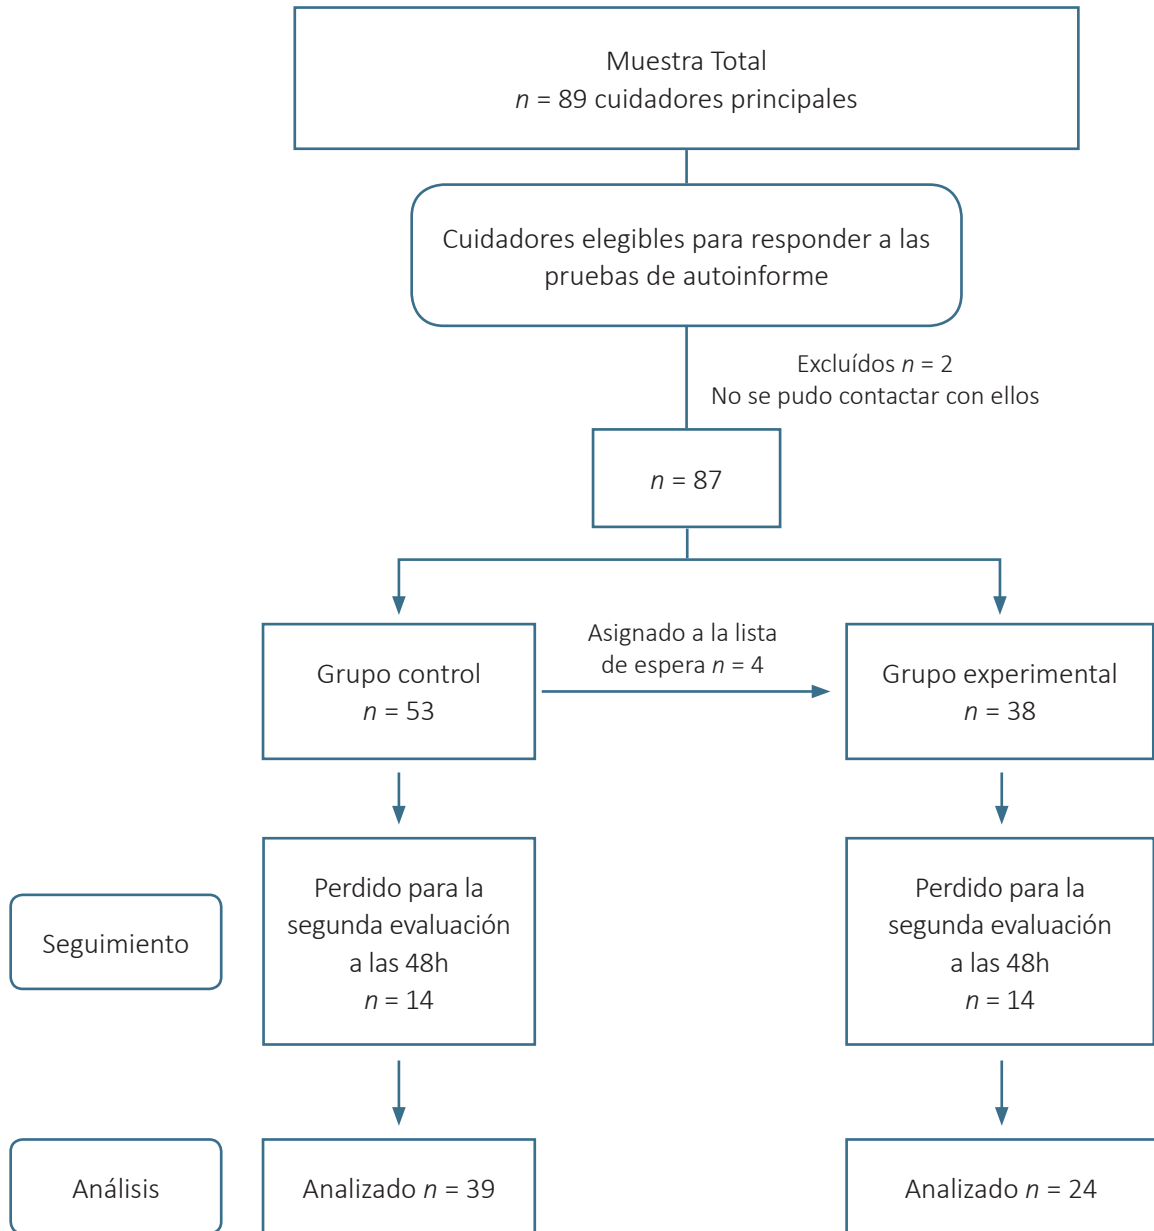 Muestra Total
n = 89 cuidadores principales
Cuidadores elegibles para responder a las
pruebas de autoinforme
Excluídos n = 2
No se pudo contactar con ellos
n = 87
Grupo control
n = 53
Asignado a la lista
de espera n = 4
Grupo experimental
n = 38
Seguimiento
Perdido para la
segunda evaluación
a las 48h
n = 14
Perdido para la
segunda evaluación
a las 48h
n = 14
Análisis
Analizado n = 39
Analizado n = 24